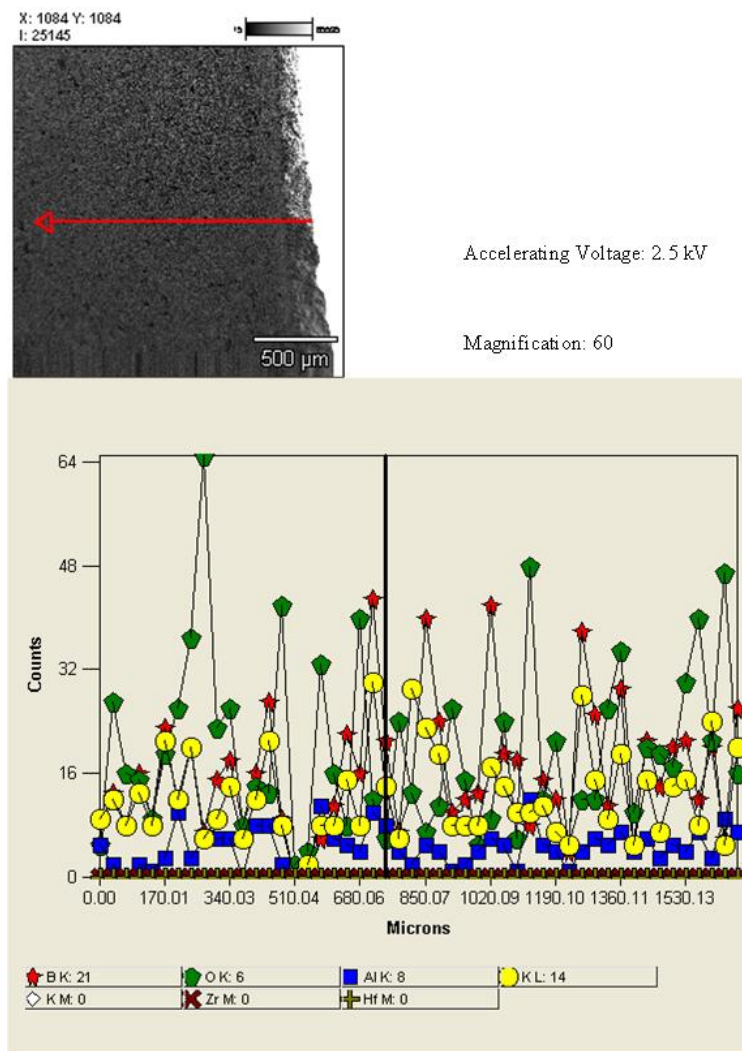 X: 1084 Y: 1084
I: 25145
500 µm
Accelerating Voltage: 2.5 kV
Magnification: 60
64
48
32
16
0
Counts
0.00 170.01 340.03 510.04 680.06 850.07 1020.09 1190.10 1360.11 1530.13
Microns
B K: 21 O K: 6 Al K: 8 K L: 14
K M: 0 Zr M: 0 Hf M: 0